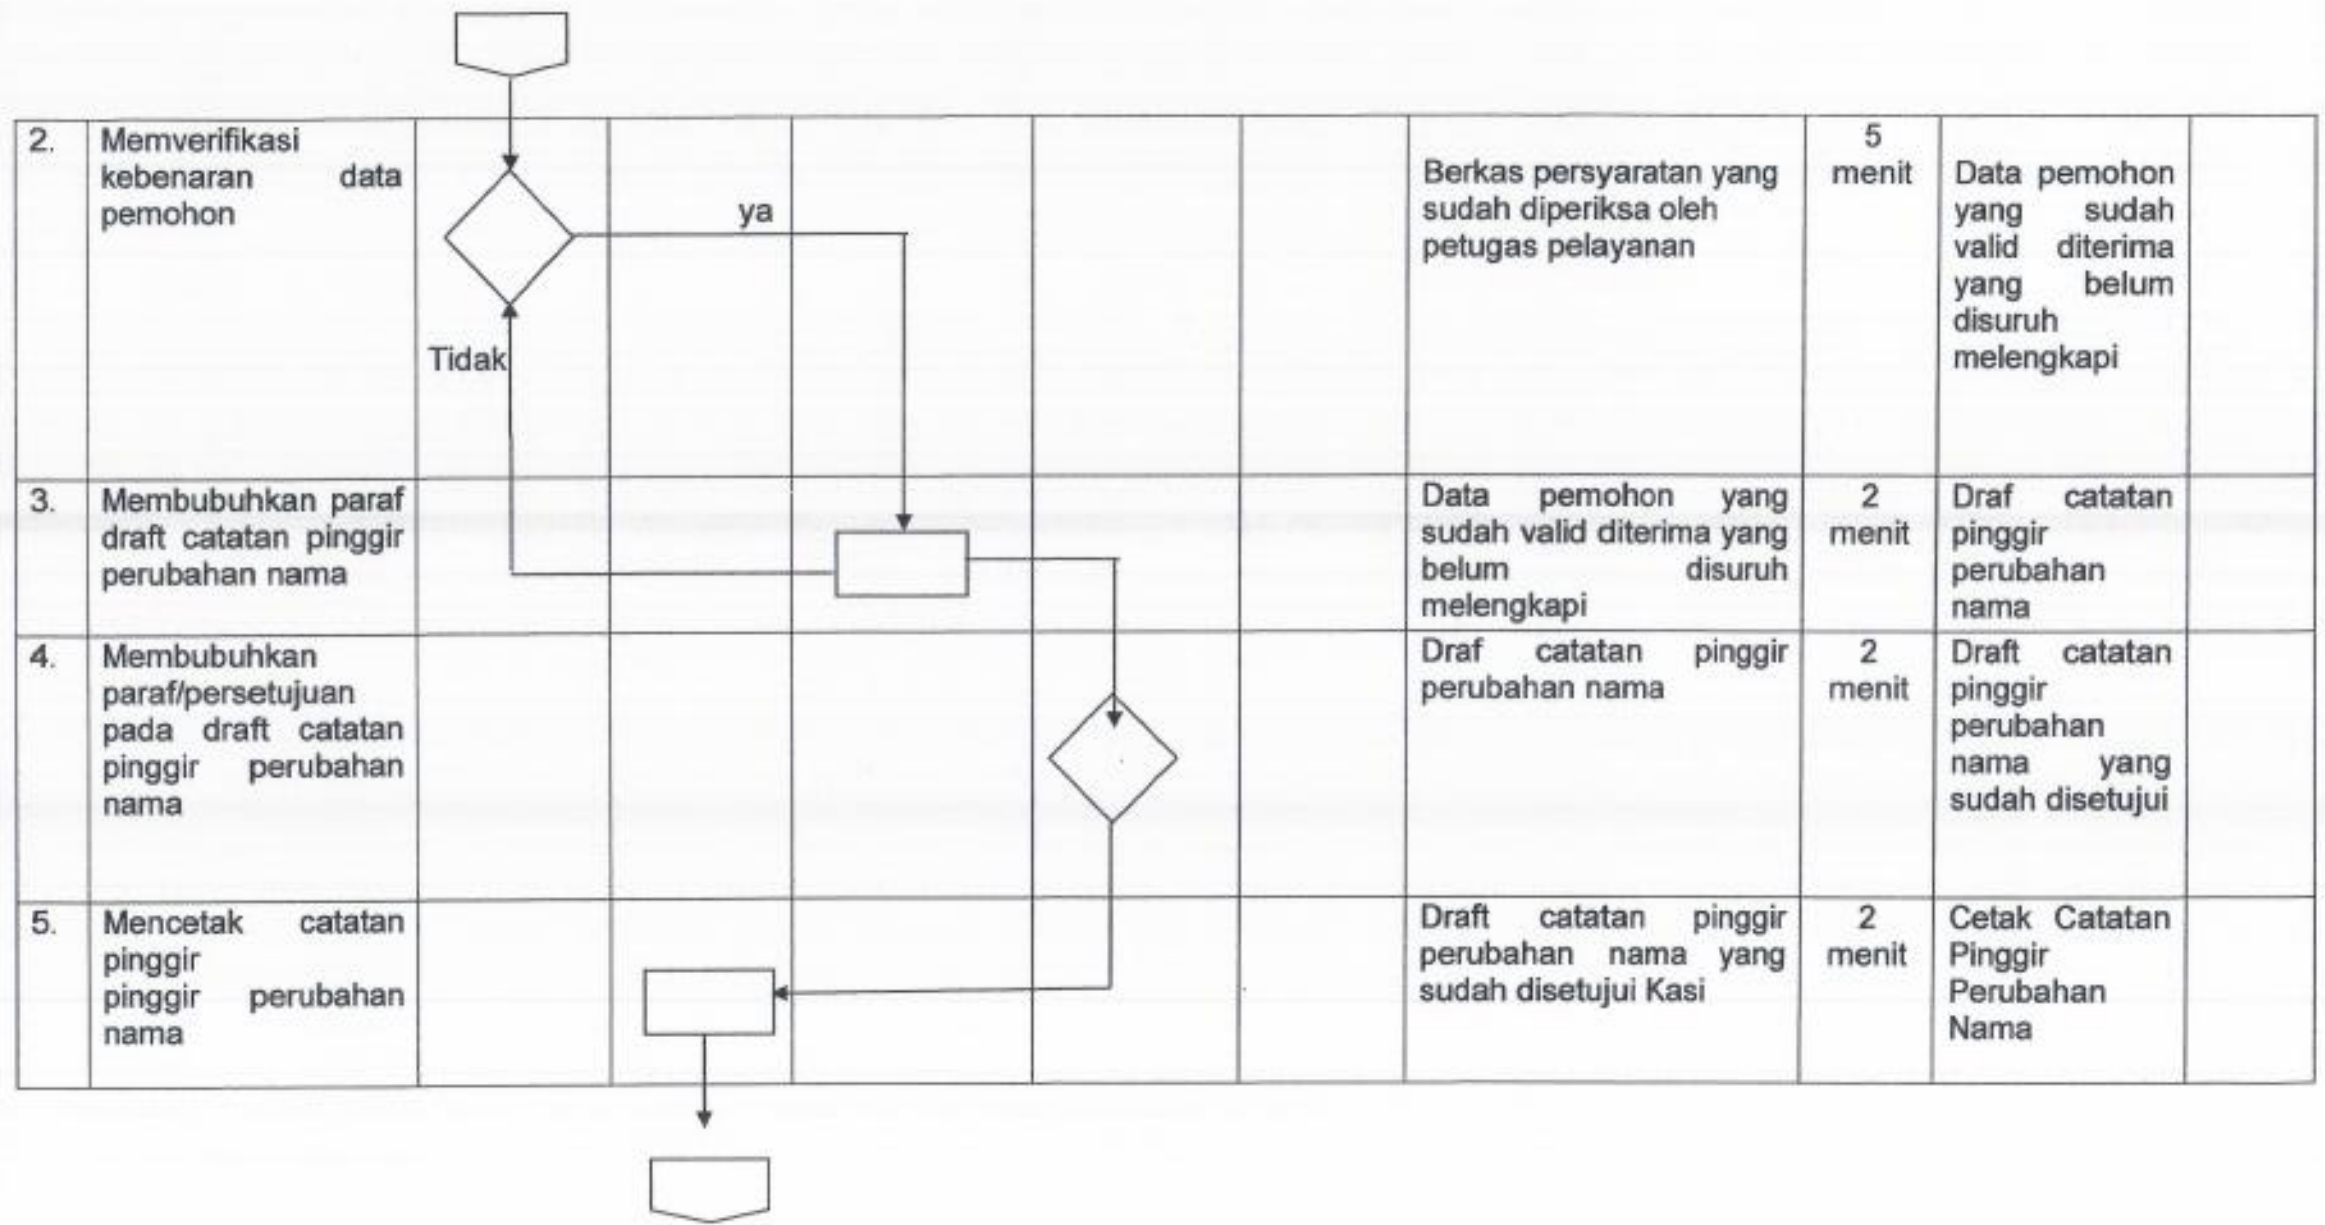 2.
Memverifikasi
kebenaran data
pemohon
ya
Tidak
Berkas persyaratan yang
sudah diperiksa oleh
petugas pelayanan
5
menit
Data pemohon
yang sudah
valid diterima
yang belum
disuruh
melengkapi
3.
Membubuhkan paraf
draft catatan pinggir
perubahan nama
Data pemohon yang
sudah valid diterima yang
belum disuruh
melengkapi
2
menit
Draf catatan
pinggir
perubahan
nama
4.
Membubuhkan
paraf/persetujuan
pada draft catatan
pinggir perubahan
nama
Draf catatan pinggir
perubahan nama
2
menit
Draft catatan
pinggir
perubahan
nama yang
sudah disetujui
5.
Mencetak catatan
pinggir
pinggir perubahan
nama
Draft catatan pinggir
perubahan nama yang
sudah disetujui Kasi
2
menit
Cetak Catatan
Pinggir
Perubahan
Nama